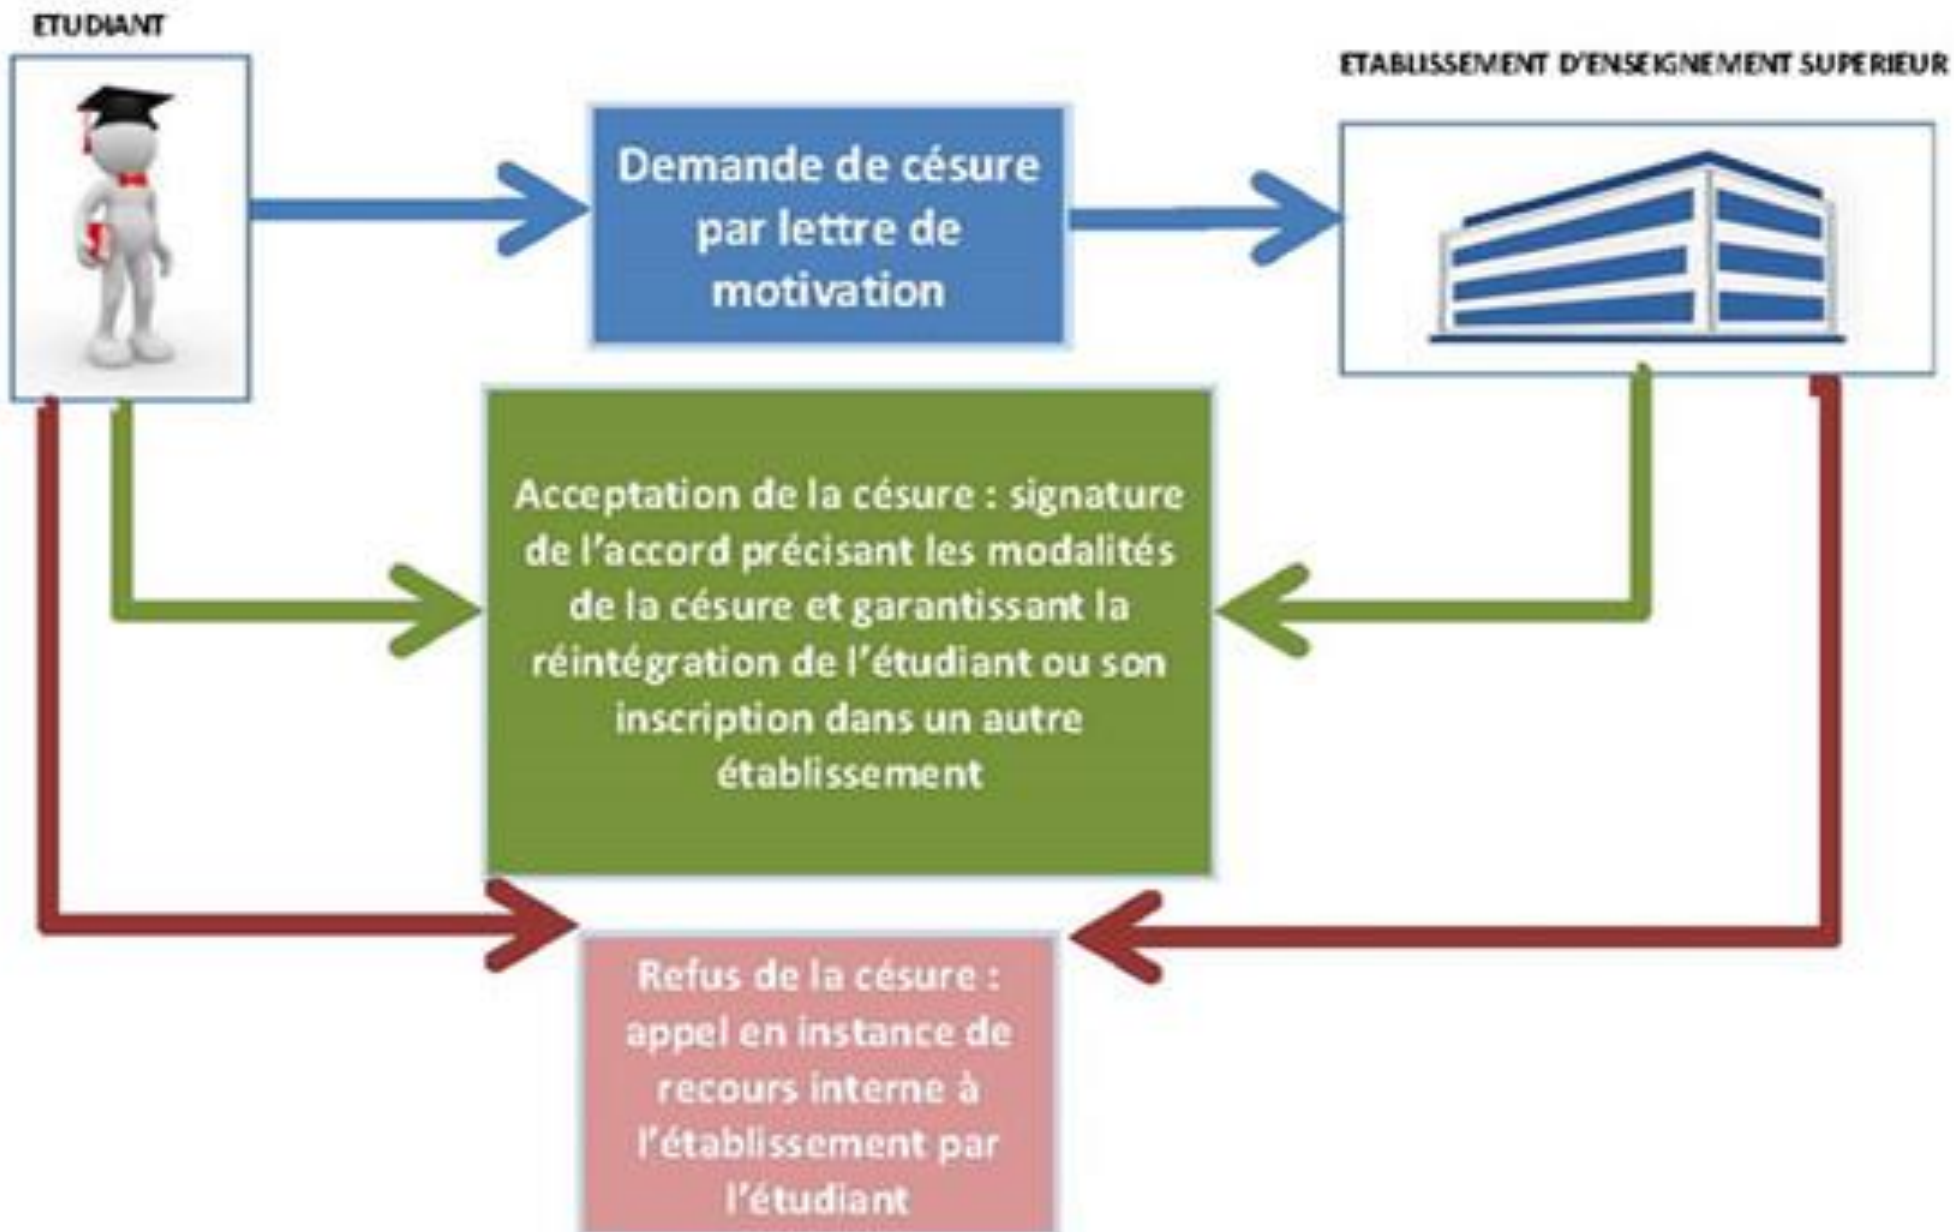 ETUDIANT
ETABLISSEMENT D'ENSEIGNEMENT SUPERIEUR
Demande de césure
par lettre de
motivation
Acceptation de la césure : signature
de l'accord précisant les modalités
de la césure et garantissant la
réintégration de l'étudiant ou son
inscription dans un autre
établissement
Refus de la césure :
appel en instance de
recours interne à
l'établissement par
l'étudiant